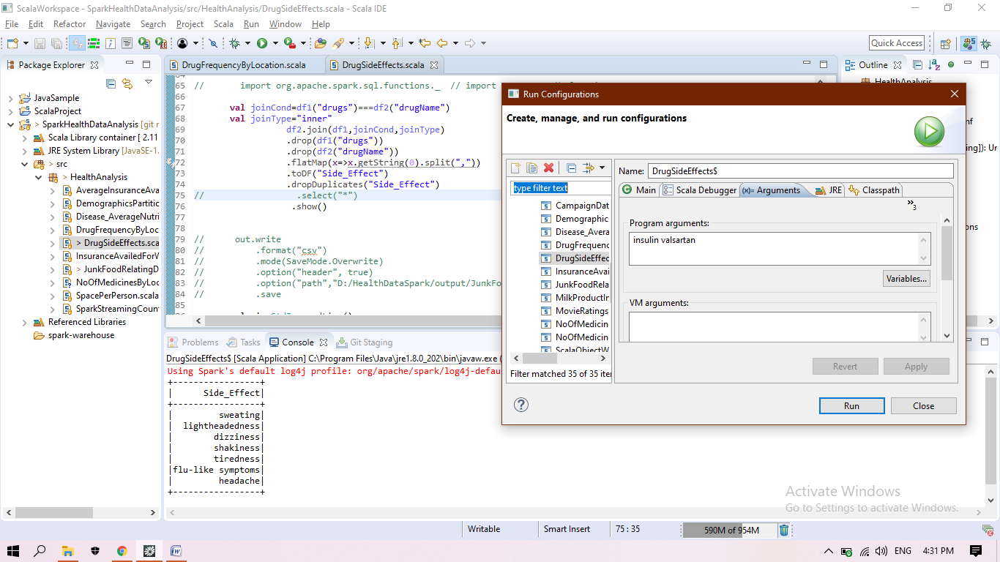 ScalaWorkspace - SparkHealthDataAnalysis/src/HealthAnalysis/DrugSideEffects.scala - Scala IDE
File Edit Refactor Navigate Search Project Scala Run Window Help
Quick Access
Package Explorer
JavaSample
ScalaProject
> SparkHealthDataAnalysis [git r
Scala Library container [ 2.11
JRE System Library [JavaSE-1.
> src
> HealthAnalysis
AverageInsuranceAva
DemographicsPartitic
Disease_AverageNutri
DrugFrequencyByLoc
> DrugSideEffects.sca
InsuranceAvailedForV
> JunkFoodRelatingD
NoOfMedicinesByLoc
SpacePerPerson.scala
SparkStreamingCoun
Referenced Libraries
spark-warehouse
DrugFrequencyByLocation.scala DrugSideEffects.scala
65 // import org.apache.spark.sql.functions._ // import
66
67 val joinCond=df1("drugs")===df2("drugName")
68 val joinType="inner"
69 df2.join(df1,joinCond,joinType)
70 .drop(df1("drugs"))
71 .drop(df2("drugName"))
72 .flatMap(x=>x.getString(0).split(","))
73 .toDF("Side_Effect")
74 .dropDuplicates("Side_Effect")
75 // .select("*")
76 .show()
77
78
79 // out.write
80 // .format("csv")
81 // .mode(SaveMode.Overwrite)
82 // .option("header", true)
83 // .option("path","D:/HealthDataSpark/output/JunkFo
84 // .save
85
Outline
HealthAnalysis
Run Configurations
Create, manage, and run configurations
type filter text
CampaignDat
Demographic
Disease_Avera
DrugFrequenc
DrugSideEffec
InsuranceAvai
JunkFoodRela
MilkProductIr
MovieRatings
NoOfMedicin
NoOfMedicin
ScalaObjectW
Filter matched 35 of 35 iter
Name: DrugSideEffects$
Main Scala Debugger (x)= Arguments JRE Classpath
»3
Program arguments:
insulin valsartan
Variables...
VM arguments:
Revert Apply
Run Close
Problems Tasks Console Git Staging
DrugSideEffects$ [Scala Application] C:\Program Files\Java\jre1.8.0_202\bin\javaw.exe (
Using Spark's default log4j profile: org/apache/spark/log4j-defau
+-----------------+
| Side_Effect|
+-----------------+
| sweating|
| lightheadedness|
| dizziness|
| shakiness|
| tiredness|
|flu-like symptoms|
| headache|
+-----------------+
Activate Windows
Go to Settings to activate Windows.
Writable Smart Insert 75 : 35 590M of 954M
ENG 4:31 PM